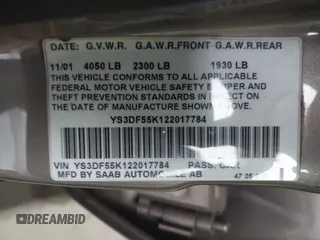 DATE: G.V.W.R. G.A.W.R.FRONT G.A.W.R.REAR
11/01 4050 LB 2300 LB 1930 LB
THIS VEHICLE CONFORMS TO ALL APPLICABLE
FEDERAL MOTOR VEHICLE SAFETY BUMPER AND
THEFT PREVENTION STANDARDS IN EFFECT ON
THE DATE OF MANUFACTURE SHOWN ABOVE.
YS3DF55K122017784
VIN YS3DF55K122017784 PASS. CAR
MFD BY SAAB AUTOMOBILE AB 47 25
DREAMBID